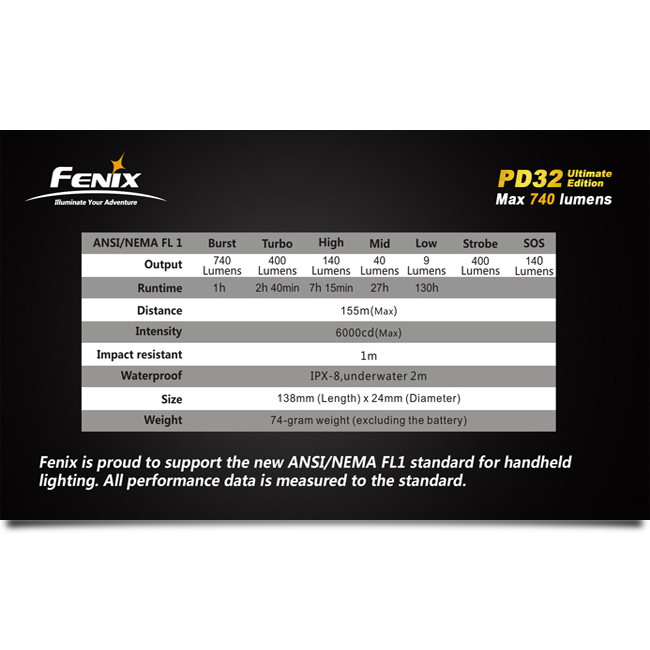 FENIX
Illuminate Your Adventure
PD32 Ultimate Edition
Max 740 lumens
ANSI/NEMA FL 1 Burst Turbo High Mid Low Strobe SOS
Output 740 Lumens 400 Lumens 140 Lumens 40 Lumens 9 Lumens 400 Lumens 140 Lumens
Runtime 1h 2h 40min 7h 15min 27h 130h
Distance 155m(Max)
Intensity 6000cd(Max)
Impact resistant 1m
Waterproof IPX-8,underwater 2m
Size 138mm (Length) x 24mm (Diameter)
Weight 74-gram weight (excluding the battery)
Fenix is proud to support the new ANSI/NEMA FL1 standard for handheld
lighting. All performance data is measured to the standard.